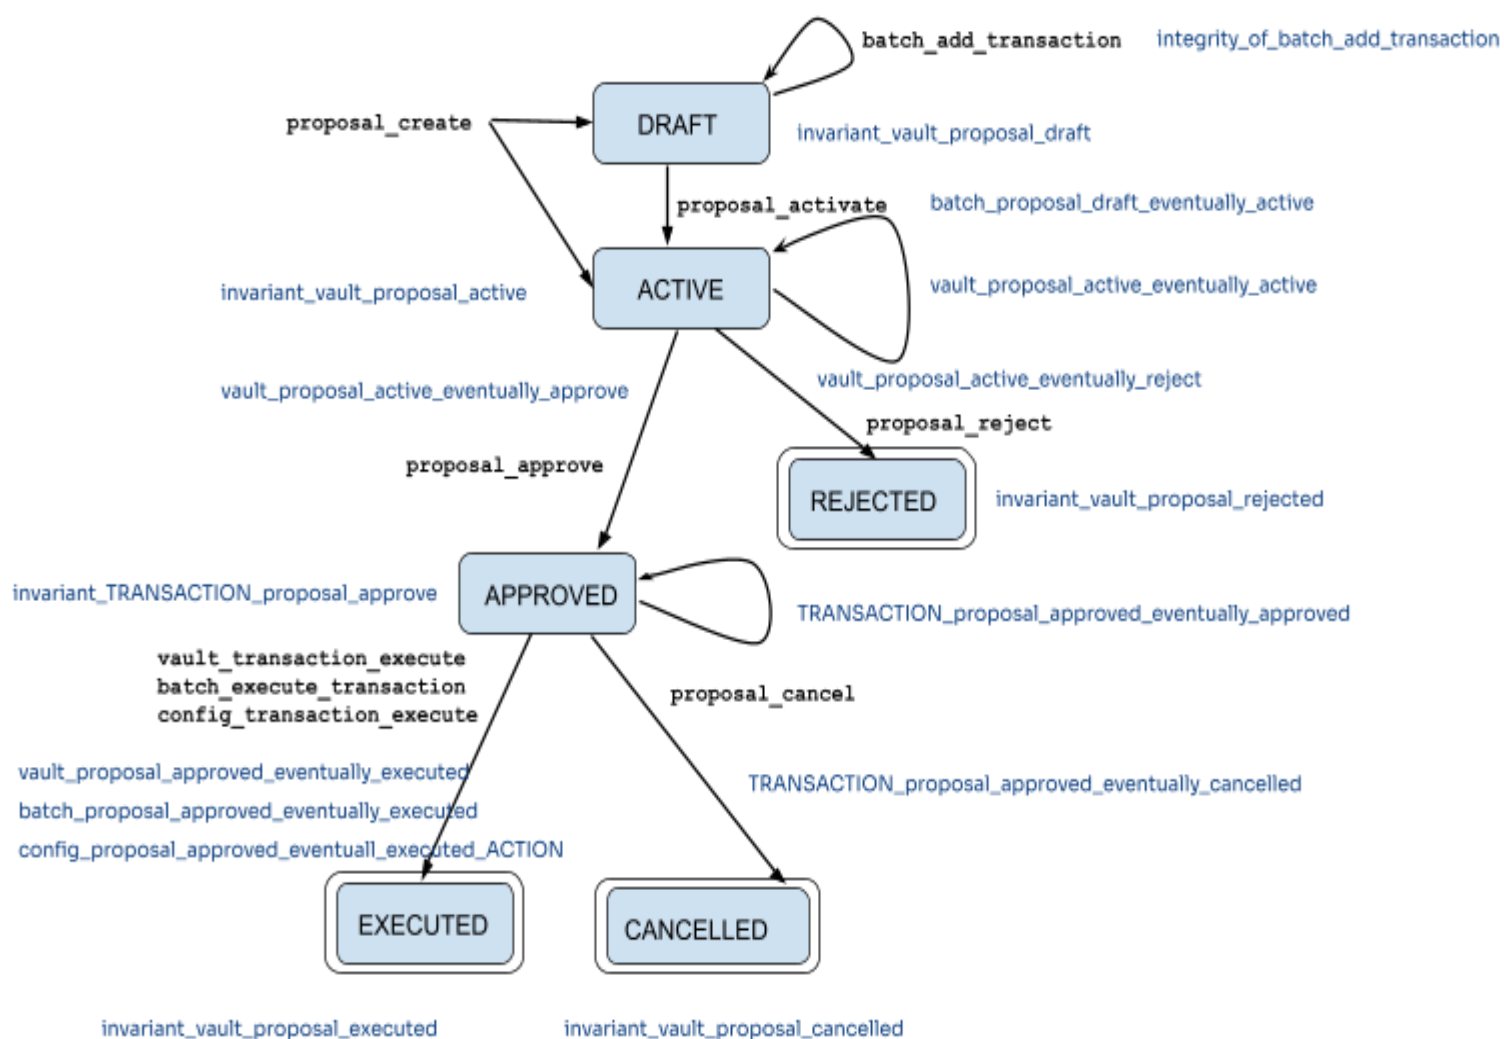 batch_add_transaction
integrity_of_batch_add_transaction
proposal_create
DRAFT
invariant_vault_proposal_draft
proposal_activate
batch_proposal_draft_eventually_active
invariant_vault_proposal_active
ACTIVE
vault_proposal_active_eventually_active
vault_proposal_active_eventually_approve
vault_proposal_active_eventually_reject
proposal_reject
proposal_approve
REJECTED
invariant_vault_proposal_rejected
invariant_TRANSACTION_proposal_approve
APPROVED
TRANSACTION_proposal_approved_eventually_approved
vault_transaction_execute
batch_execute_transaction
config_transaction_execute
proposal_cancel
vault_proposal_approved_eventually_executed
batch_proposal_approved_eventually_executed
config_proposal_approved_eventuall_executed_ACTION
TRANSACTION_proposal_approved_eventually_cancelled
EXECUTED
CANCELLED
invariant_vault_proposal_executed
invariant_vault_proposal_cancelled